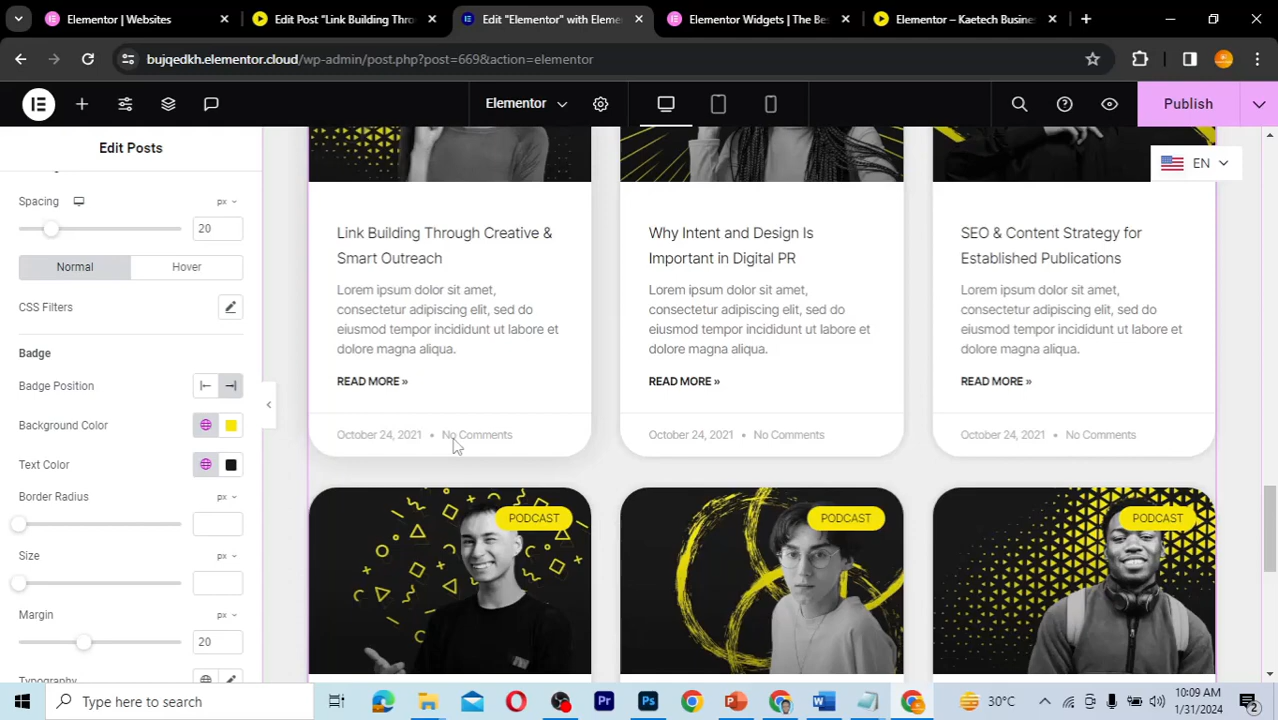 Elementor | Websites
Edit Post "Link Building Thro
Edit "Elementor" with Eleme
Elementor Widgets | The Bes
Elementor – Kaetech Busine
bujqedkh.elementor.cloud/wp-admin/post.php?post=669&action=elementor
Elementor
Publish
Edit Posts
EN
Spacing
px
20
Normal
Hover
CSS Filters
Badge
Badge Position
Background Color
Text Color
Border Radius
px
Size
px
Margin
px
20
Typography
Link Building Through Creative &
Smart Outreach
Lorem ipsum dolor sit amet,
consectetur adipiscing elit, sed do
eiusmod tempor incididunt ut labore et
dolore magna aliqua.
READ MORE »
October 24, 2021 • No Comments
Why Intent and Design Is
Important in Digital PR
Lorem ipsum dolor sit amet,
consectetur adipiscing elit, sed do
eiusmod tempor incididunt ut labore et
dolore magna aliqua.
READ MORE »
October 24, 2021 • No Comments
SEO & Content Strategy for
Established Publications
Lorem ipsum dolor sit amet,
consectetur adipiscing elit, sed do
eiusmod tempor incididunt ut labore et
dolore magna aliqua.
READ MORE »
October 24, 2021 • No Comments
PODCAST
PODCAST
PODCAST
Type here to search
Pr
Ps
30°C
10:09 AM
1/31/2024
2